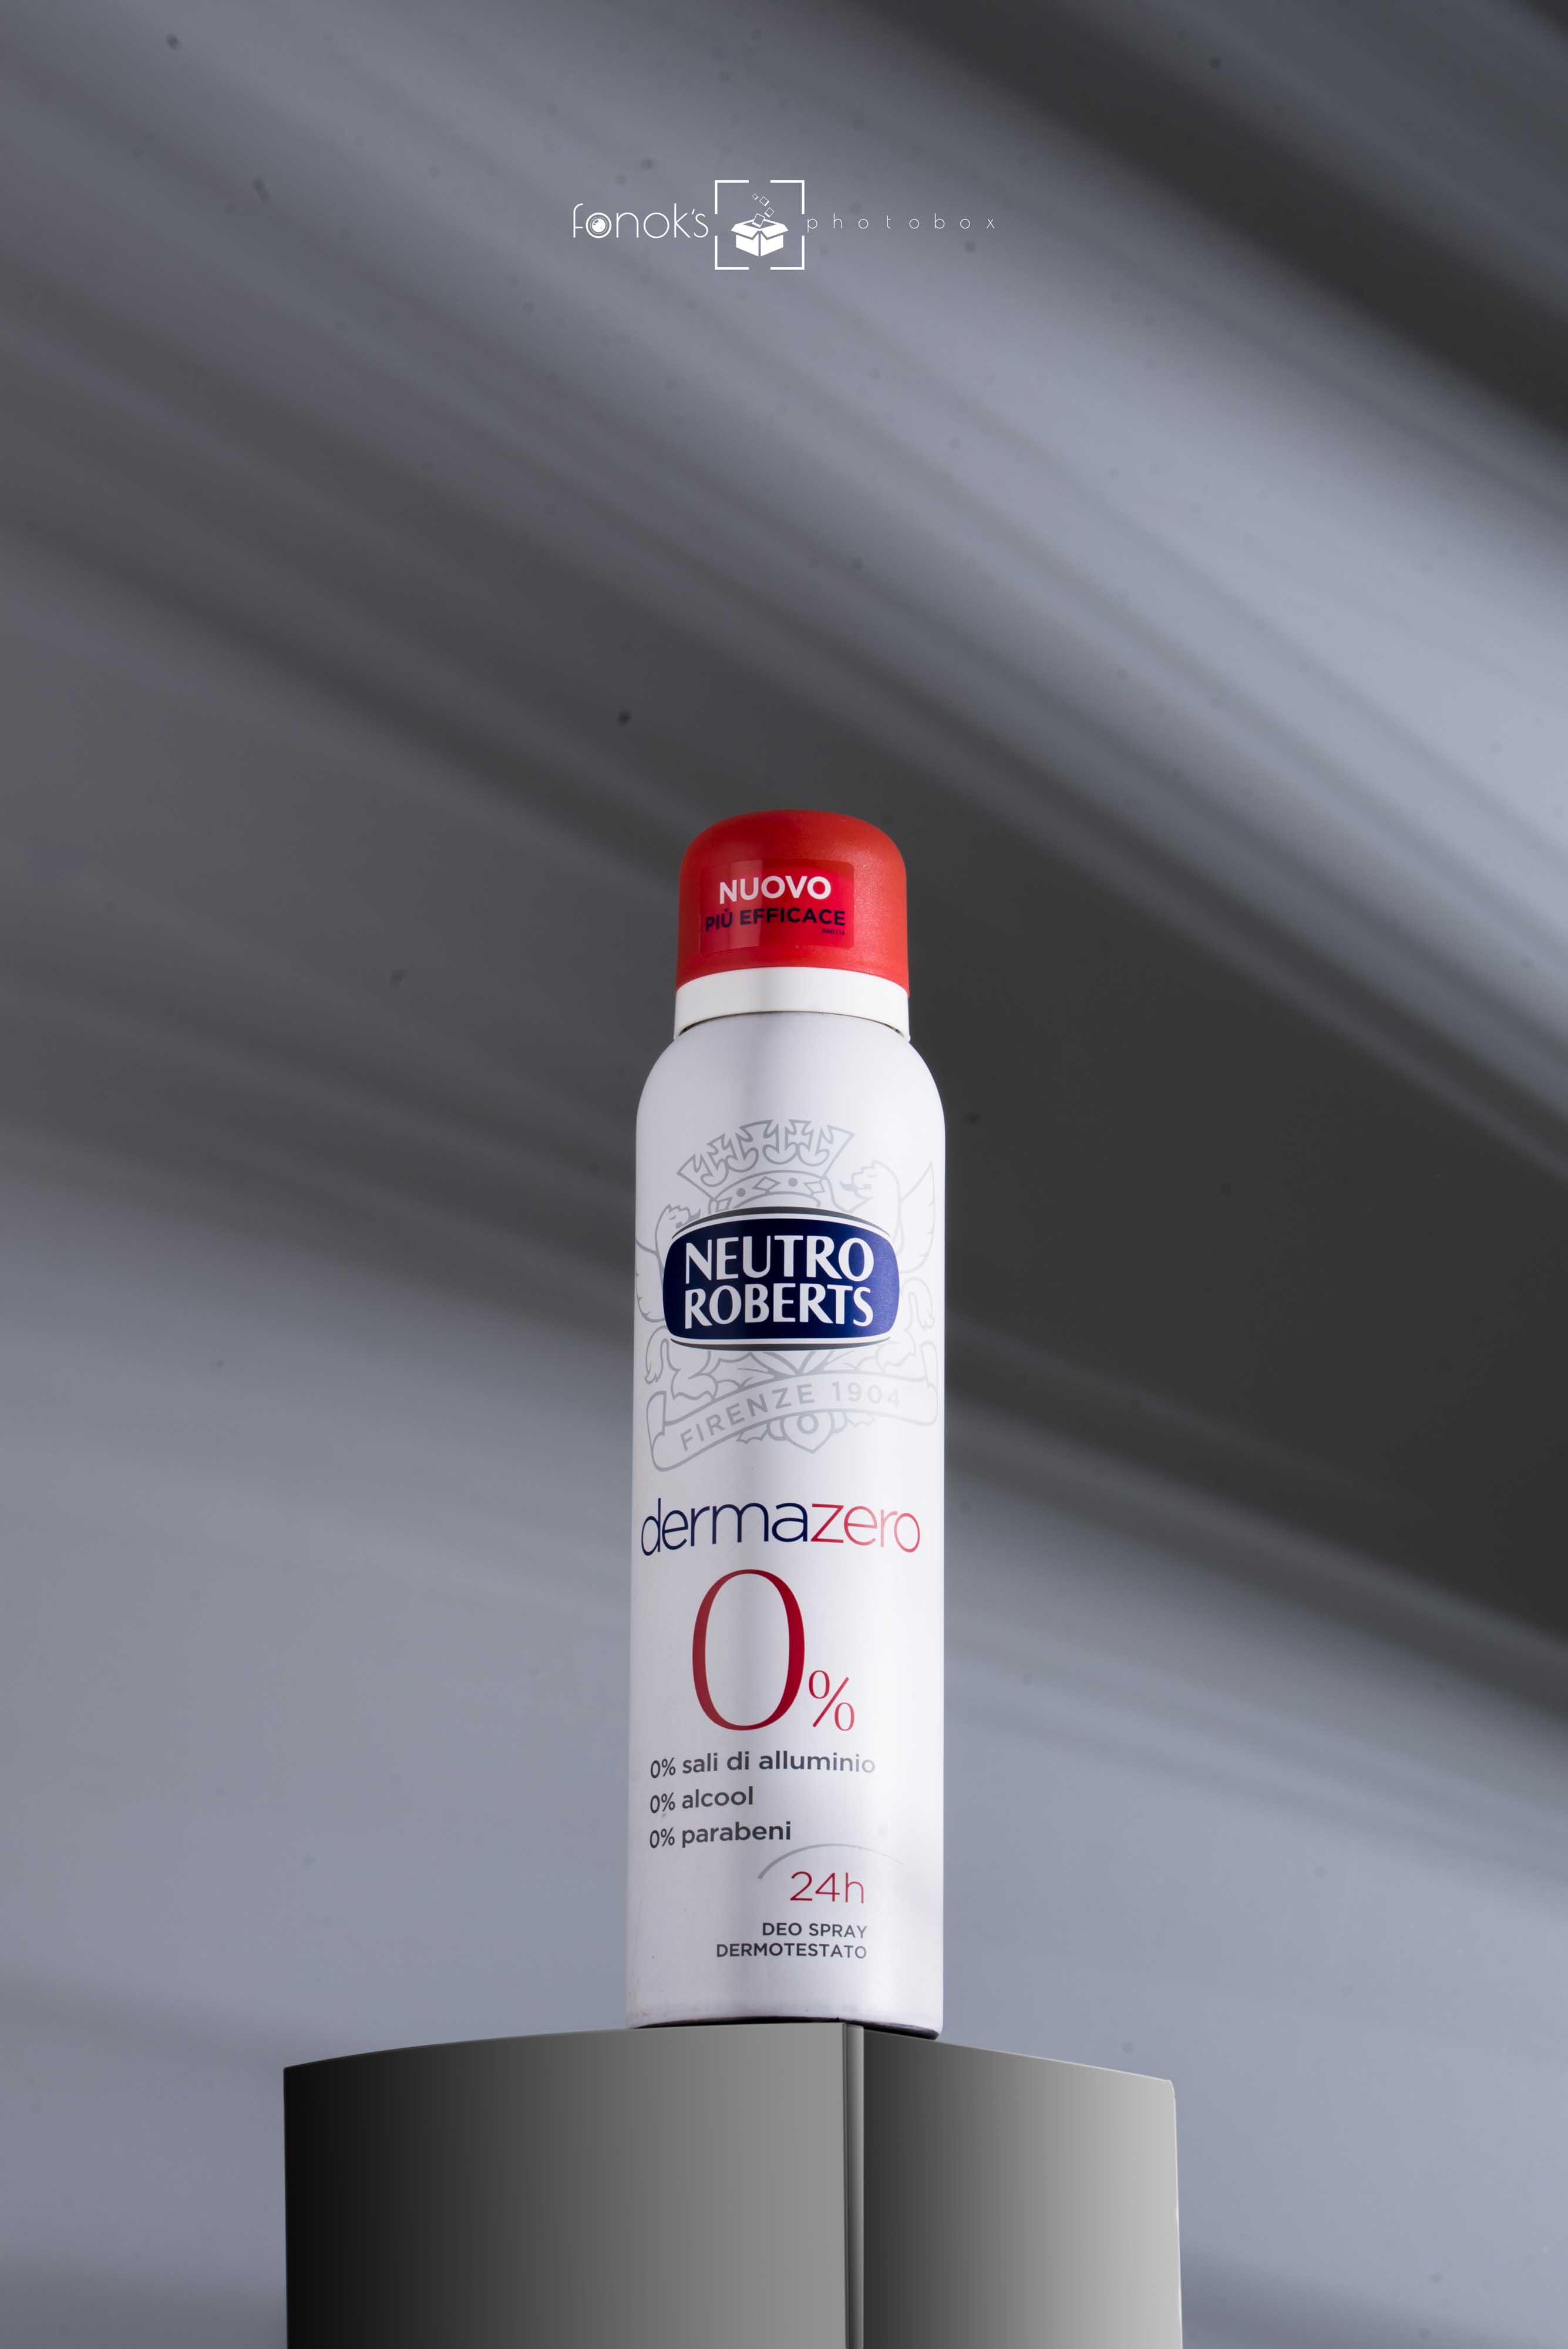 fonok's photobox
NUOVO
PIÙ EFFICACE
NEUTRO
ROBERTS
FIRENZE 1904
dermazero
0%
0% sali di alluminio
0% alcool
0% parabeni
24h
DEO SPRAY
DERMOTESTATO